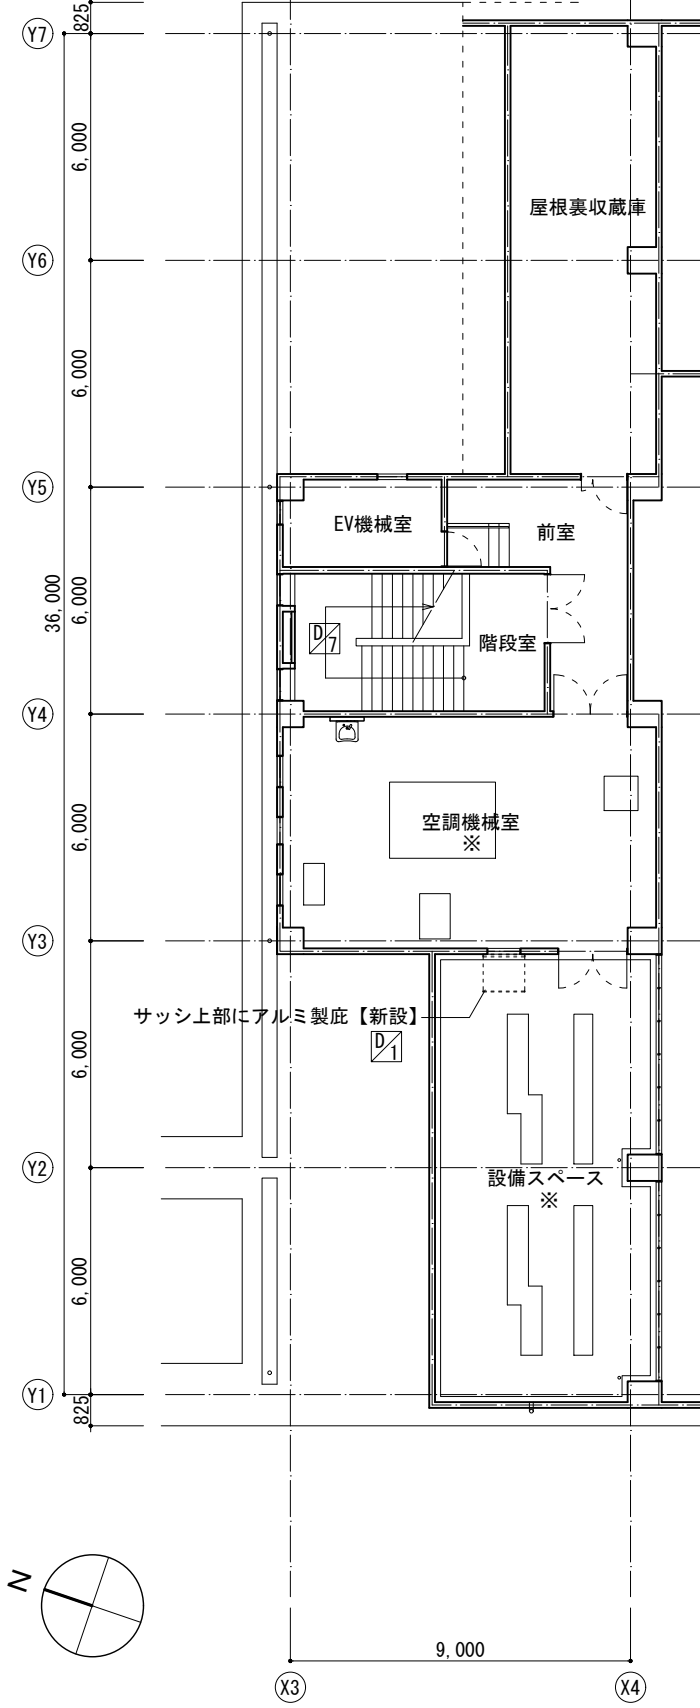 825
Y7
6,000
屋根裏収蔵庫
Y6
6,000
Y5
EV機械室
前室
36,000
6,000
D
7
階段室
Y4
6,000
空調機械室
※
Y3
サッシ上部にアルミ製庇【新設】
D
1
6,000
Y2
設備スペース
※
6,000
Y1
825
N
9,000
X3
X4